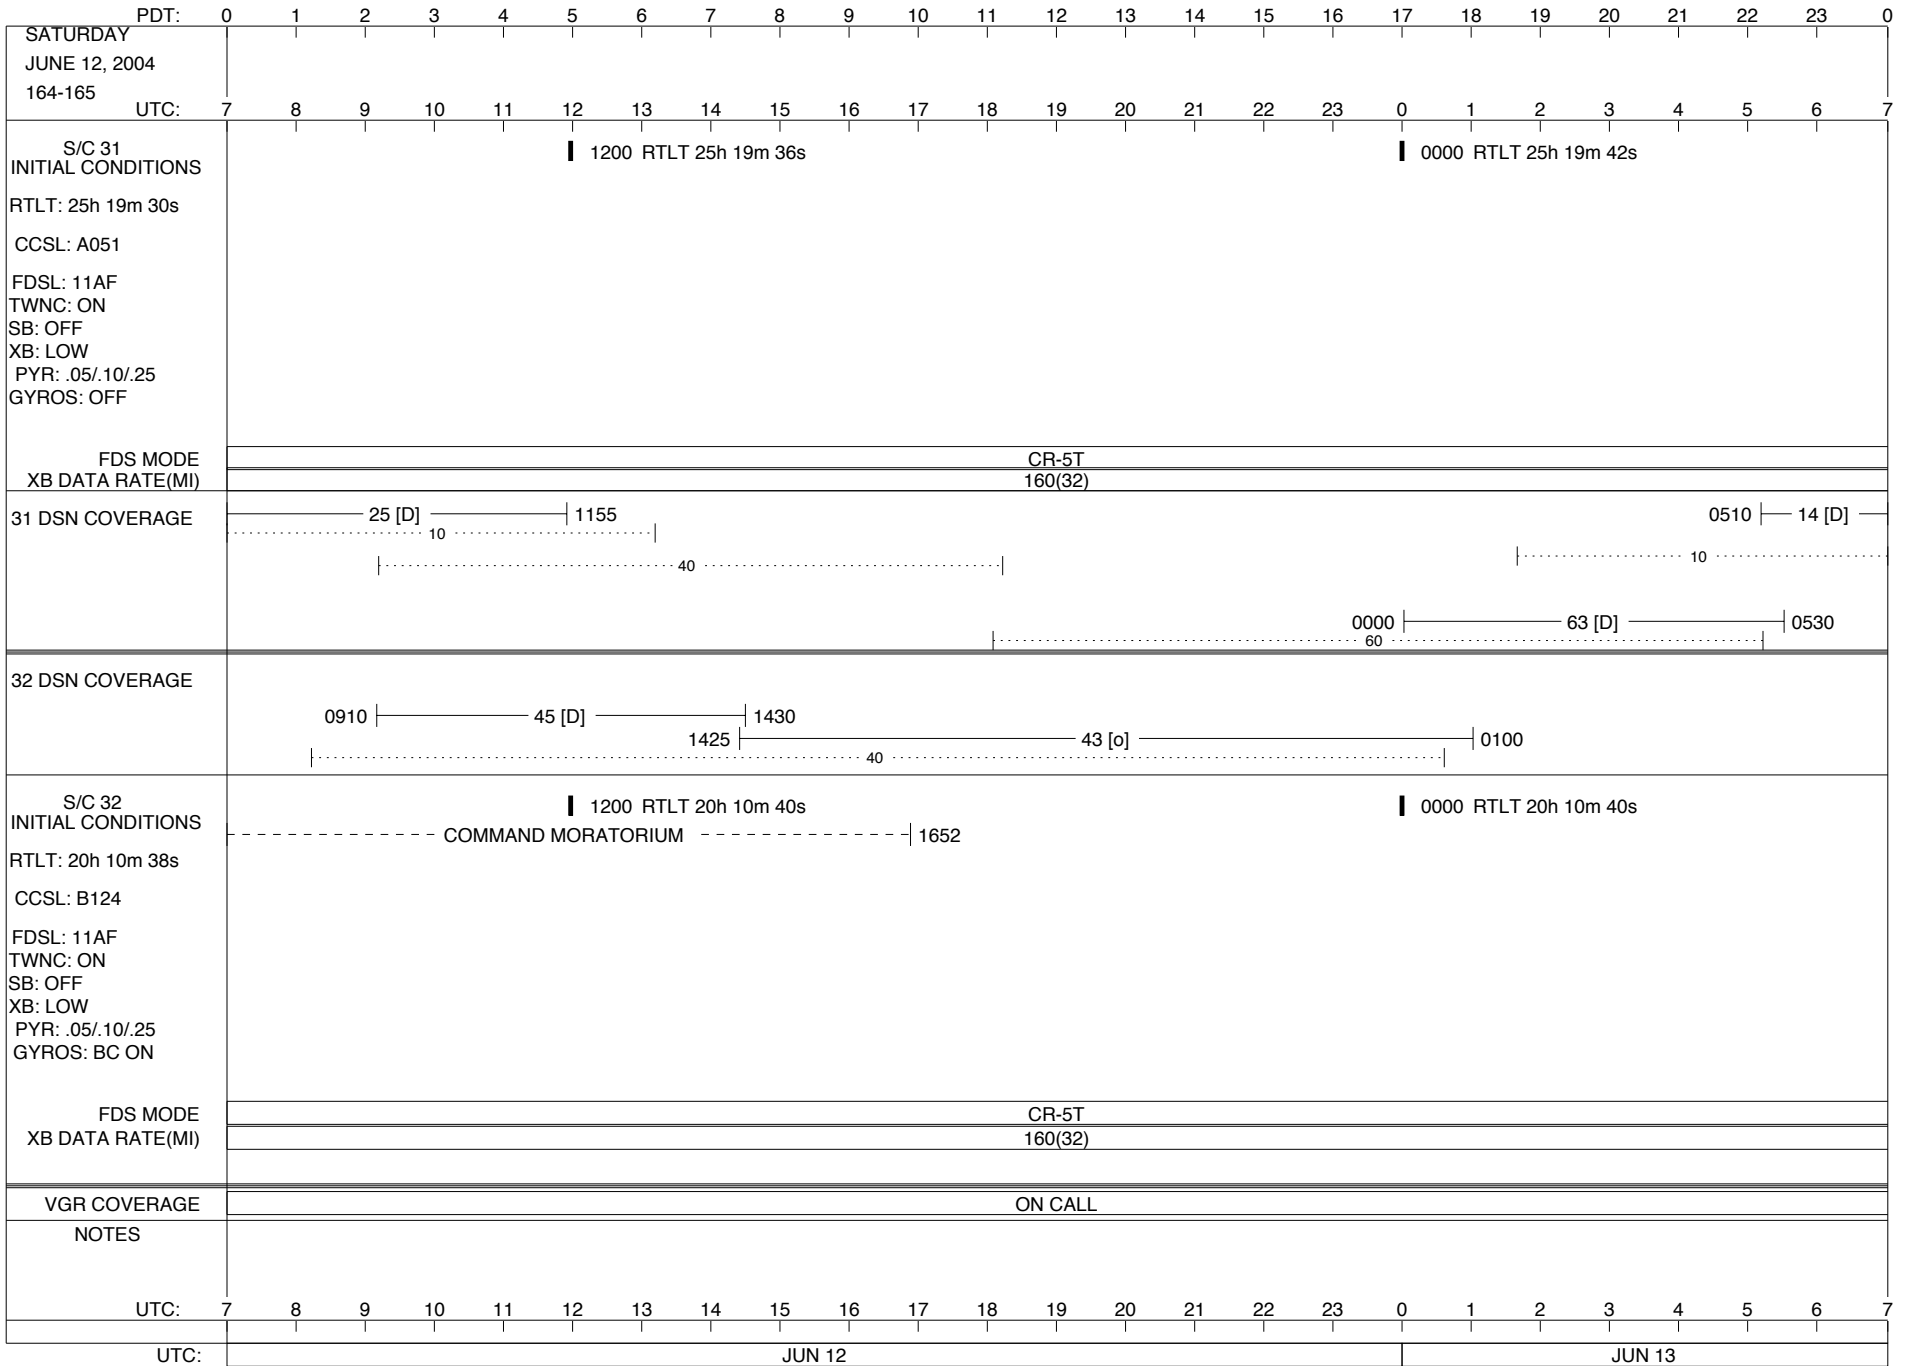 PDT: 0 1 2 3 4 5 6 7 8 9 10 11 12 13 14 15 16 17 18 19 20 21 22 23 0
SATURDAY
JUNE 12, 2004
164-165
UTC: 7 8 9 10 11 12 13 14 15 16 17 18 19 20 21 22 23 0 1 2 3 4 5 6 7
S/C 31
INITIAL CONDITIONS
1200 RTLT 25h 19m 36s
0000 RTLT 25h 19m 42s
RTLT: 25h 19m 30s
CCSL: A051
FDSL: 11AF
TWNC: ON
SB: OFF
XB: LOW
PYR: .05/.10/.25
GYROS: OFF
FDS MODE CR-5T
XB DATA RATE(MI) 160(32)
31 DSN COVERAGE
25 [D] 1155 0510 14 [D]
10
40 10
0000 63 [D] 0530
60
32 DSN COVERAGE
0910 45 [D] 1430
1425 43 [o] 0100
40
S/C 32
INITIAL CONDITIONS
1200 RTLT 20h 10m 40s
0000 RTLT 20h 10m 40s
COMMAND MORATORIUM 1652
RTLT: 20h 10m 38s
CCSL: B124
FDSL: 11AF
TWNC: ON
SB: OFF
XB: LOW
PYR: .05/.10/.25
GYROS: BC ON
FDS MODE CR-5T
XB DATA RATE(MI) 160(32)
VGR COVERAGE ON CALL
NOTES
UTC: 7 8 9 10 11 12 13 14 15 16 17 18 19 20 21 22 23 0 1 2 3 4 5 6 7
UTC: JUN 12 JUN 13